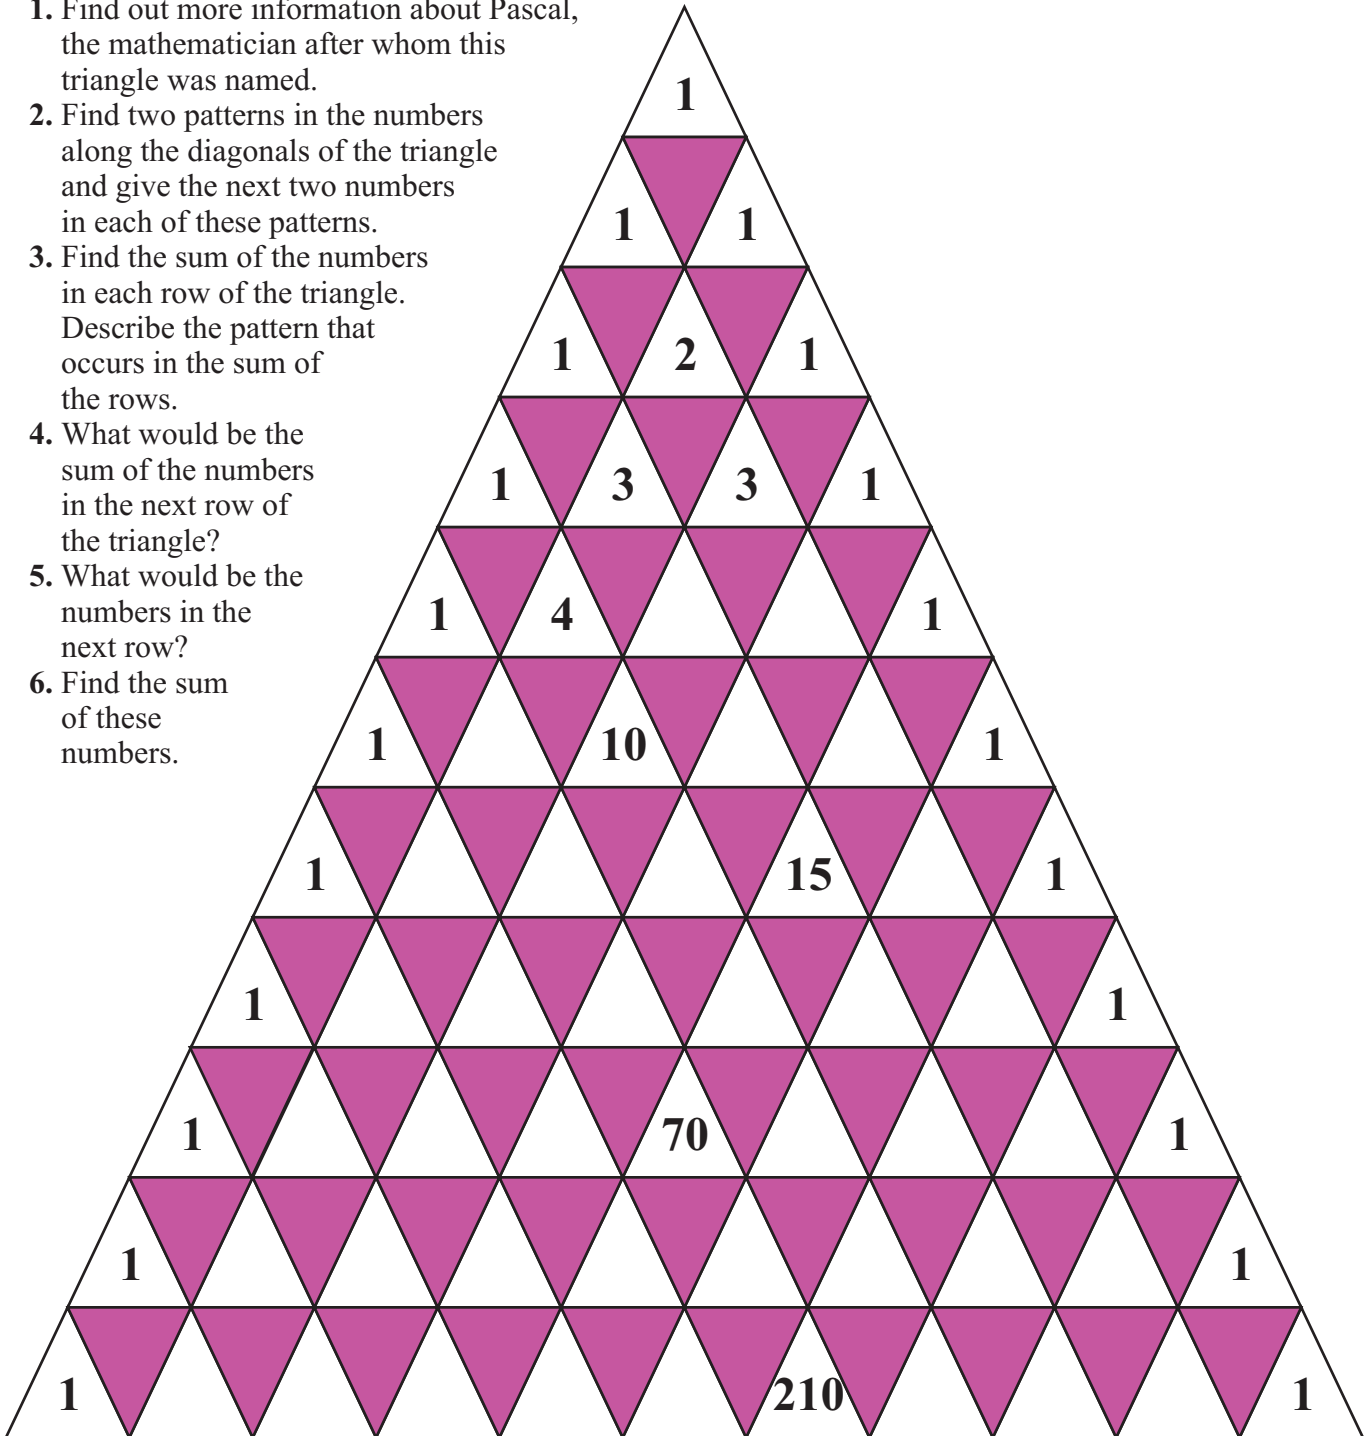 1. Find out more information about Pascal,
the mathematician after whom this
triangle was named.
2. Find two patterns in the numbers
along the diagonals of the triangle
and give the next two numbers
in each of these patterns.
3. Find the sum of the numbers
in each row of the triangle.
Describe the pattern that
occurs in the sum of
the rows.
4. What would be the
sum of the numbers
in the next row of
the triangle?
5. What would be the
numbers in the
next row?
6. Find the sum
of these
numbers.
1
1 1
1 2 1
1 3 3 1
1 4 1
1 10 1
1 15 1
1 1
1 70 1
1 1
1 210 1